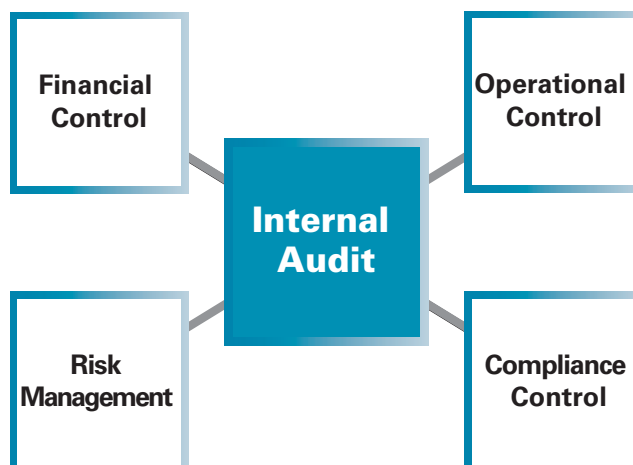 Financial
Control
Operational
Control
Internal
Audit
Risk
Management
Compliance
Control